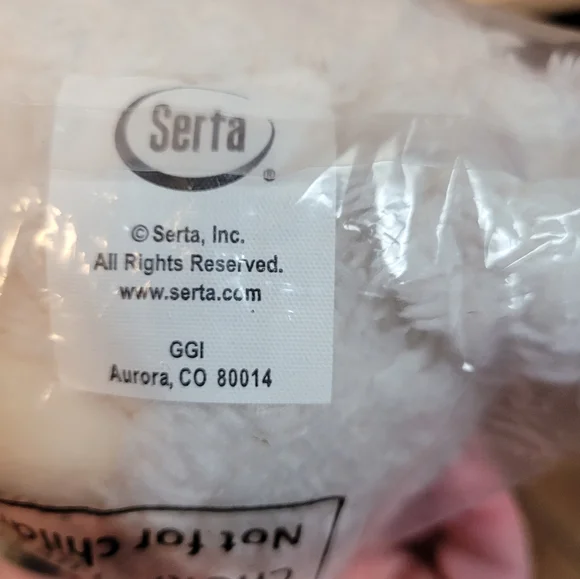 Serta®
© Serta, Inc.
All Rights Reserved.
www.serta.com
GGI
Aurora, CO 80014
Not for